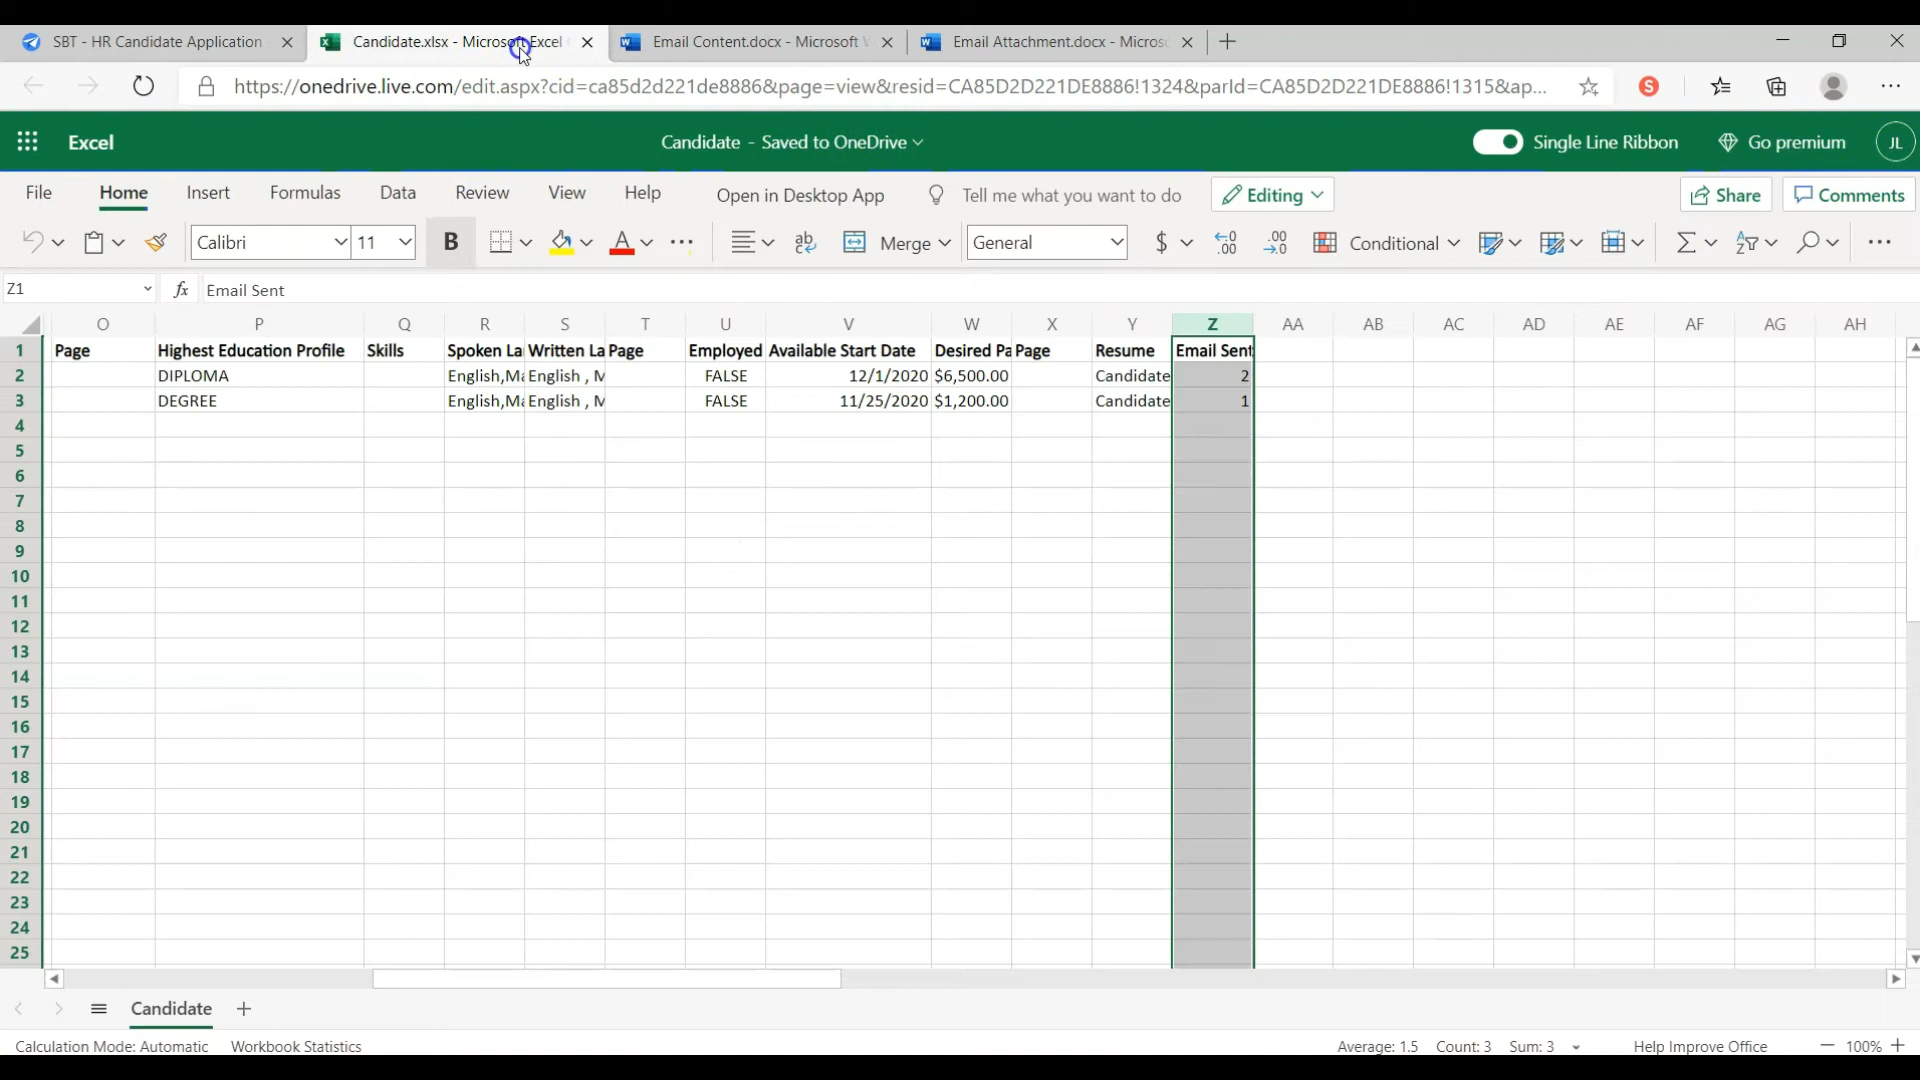 SBT - HR Candidate Application
Candidate.xlsx - Microsoft Excel
Email Content.docx - Microsoft
Email Attachment.docx - Micros
https://onedrive.live.com/edit.aspx?cid=ca85d2d221de8886&page=view&resid=CA85D2D221DE8886!1324&parId=CA85D2D221DE8886!1315&ap...
S
Excel
Candidate - Saved to OneDrive
Single Line Ribbon
Go premium
JL
File Home Insert Formulas Data Review View Help Open in Desktop App Tell me what you want to do Editing Share Comments
Calibri 11 B A ab Merge General $ Conditional
Z1 fx Email Sent
O P Q R S T U V W X Y Z AA AB AC AD AE AF AG AH
1 Page Highest Education Profile Skills Spoken La Written La Page Employed Available Start Date Desired Pa Page Resume Email Sent
2 DIPLOMA English,Ma English , M FALSE 12/1/2020 $6,500.00 Candidate 2
3 DEGREE English,Ma English , M FALSE 11/25/2020 $1,200.00 Candidate 1
4
5
6
7
8
9
10
11
12
13
14
15
16
17
18
19
20
21
22
23
24
25
Candidate
Calculation Mode: Automatic Workbook Statistics Average: 1.5 Count: 3 Sum: 3 Help Improve Office 100%